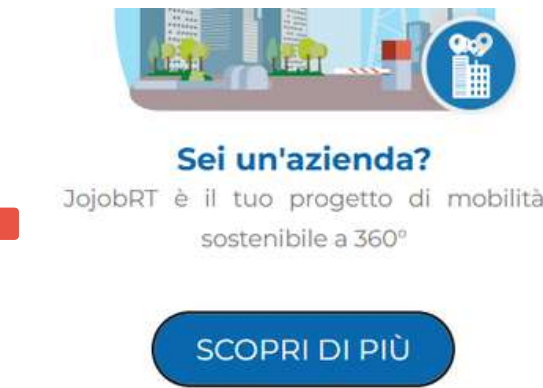 Sei un'azienda?
JojobRT è il tuo progetto di mobilità
sostenibile a 360°
SCOPRI DI PIÙ